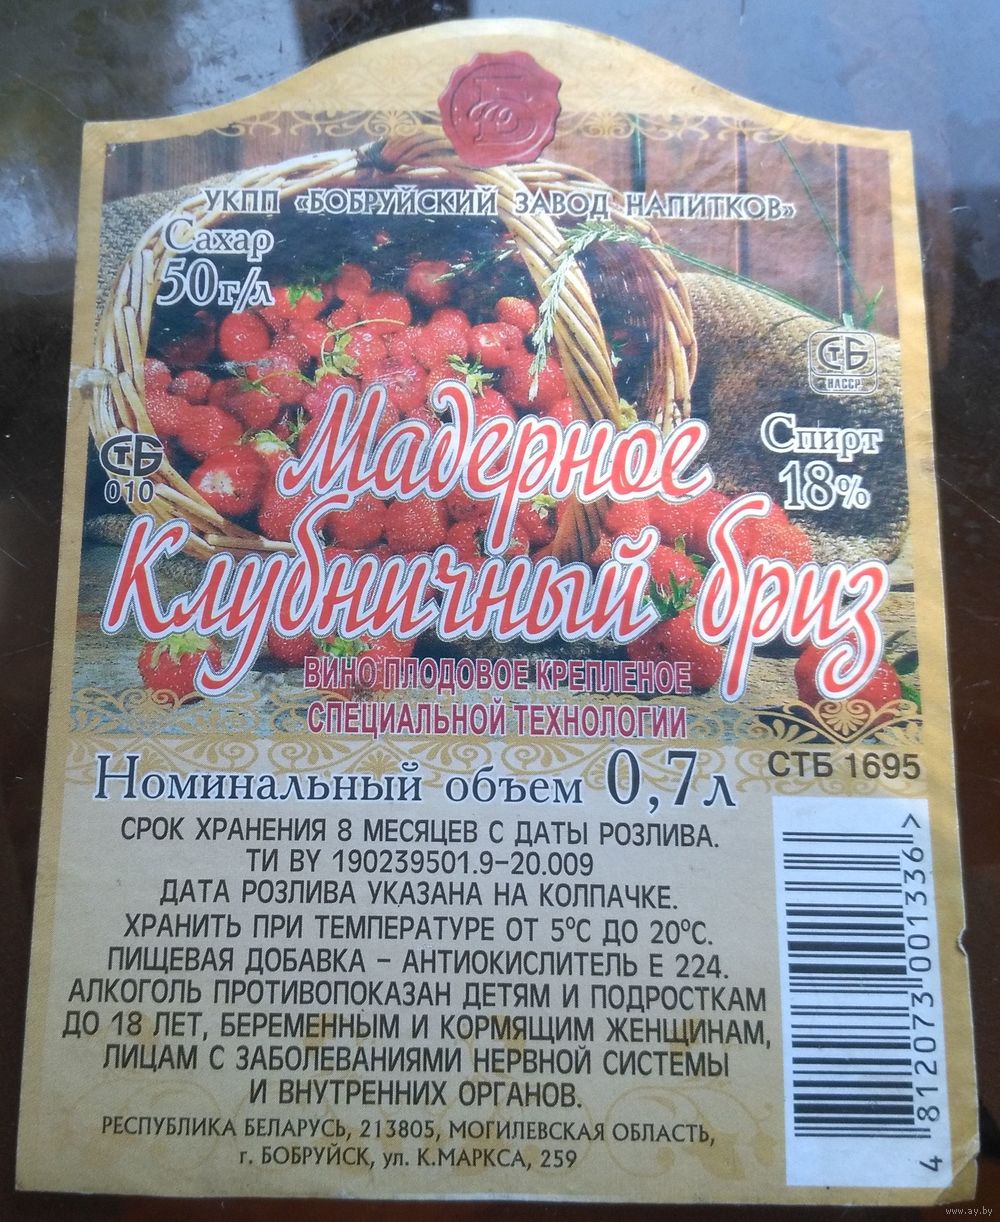 УКПП «БОБРУЙСКИЙ ЗАВОД НАПИТКОВ»
Сахар
50г/л
СТБ
НАССР
Спирт
18%
СТБ
010
Мадерное
Клубничный бриз
ВИНО ПЛОДОВОЕ КРЕПЛЕНОЕ
СПЕЦИАЛЬНОЙ ТЕХНОЛОГИИ
Номинальный объем 0,7л
СТБ 1695
СРОК ХРАНЕНИЯ 8 МЕСЯЦЕВ С ДАТЫ РОЗЛИВА.
ТИ BY 190239501.9-20.009
ДАТА РОЗЛИВА УКАЗАНА НА КОЛПАЧКЕ.
ХРАНИТЬ ПРИ ТЕМПЕРАТУРЕ ОТ 5°С ДО 20°С.
ПИЩЕВАЯ ДОБАВКА - АНТИОКИСЛИТЕЛЬ Е 224.
АЛКОГОЛЬ ПРОТИВОПОКАЗАН ДЕТЯМ И ПОДРОСТКАМ
ДО 18 ЛЕТ, БЕРЕМЕННЫМ И КОРМЯЩИМ ЖЕНЩИНАМ,
ЛИЦАМ С ЗАБОЛЕВАНИЯМИ НЕРВНОЙ СИСТЕМЫ
И ВНУТРЕННИХ ОРГАНОВ.
РЕСПУБЛИКА БЕЛАРУСЬ, 213805, МОГИЛЕВСКАЯ ОБЛАСТЬ,
г. БОБРУЙСК, ул. К.МАРКСА, 259
4 812073 001336 >
www.ay.by